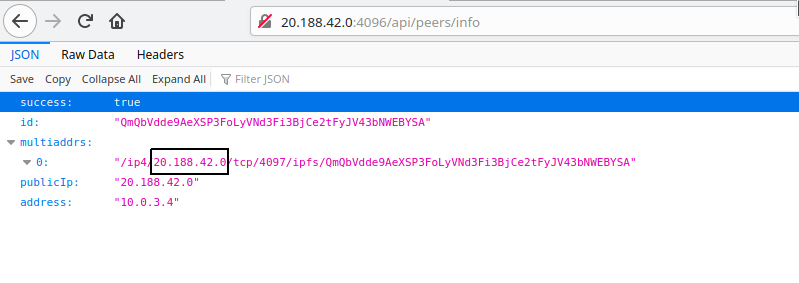 20.188.42.0:4096/api/peers/info
JSON Raw Data Headers
Save Copy Collapse All Expand All Filter JSON
success: true
id: "QmQbVdde9AeXSP3FoLyVNd3Fi3BjCe2tFyJV43bNWEBYSA"
multiaddrs:
0: "/ip4/20.188.42.0/tcp/4097/ipfs/QmQbVdde9AeXSP3FoLyVNd3Fi3BjCe2tFyJV43bNWEBYSA"
publicIp: "20.188.42.0"
address: "10.0.3.4"